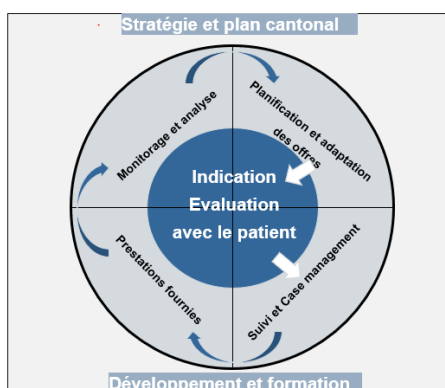 Stratégie et plan cantonal
Monitorage et analyse
Planification et adaptation
des offres
Indication
Evaluation
avec le patient
Prestations fournies
Suivi et Case management
Développement et formation